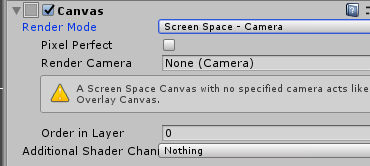 Canvas
Render Mode Screen Space - Camera
Pixel Perfect
Render Camera None (Camera)
A Screen Space Canvas with no specified camera acts like
Overlay Canvas.
Order in Layer 0
Additional Shader Chan Nothing